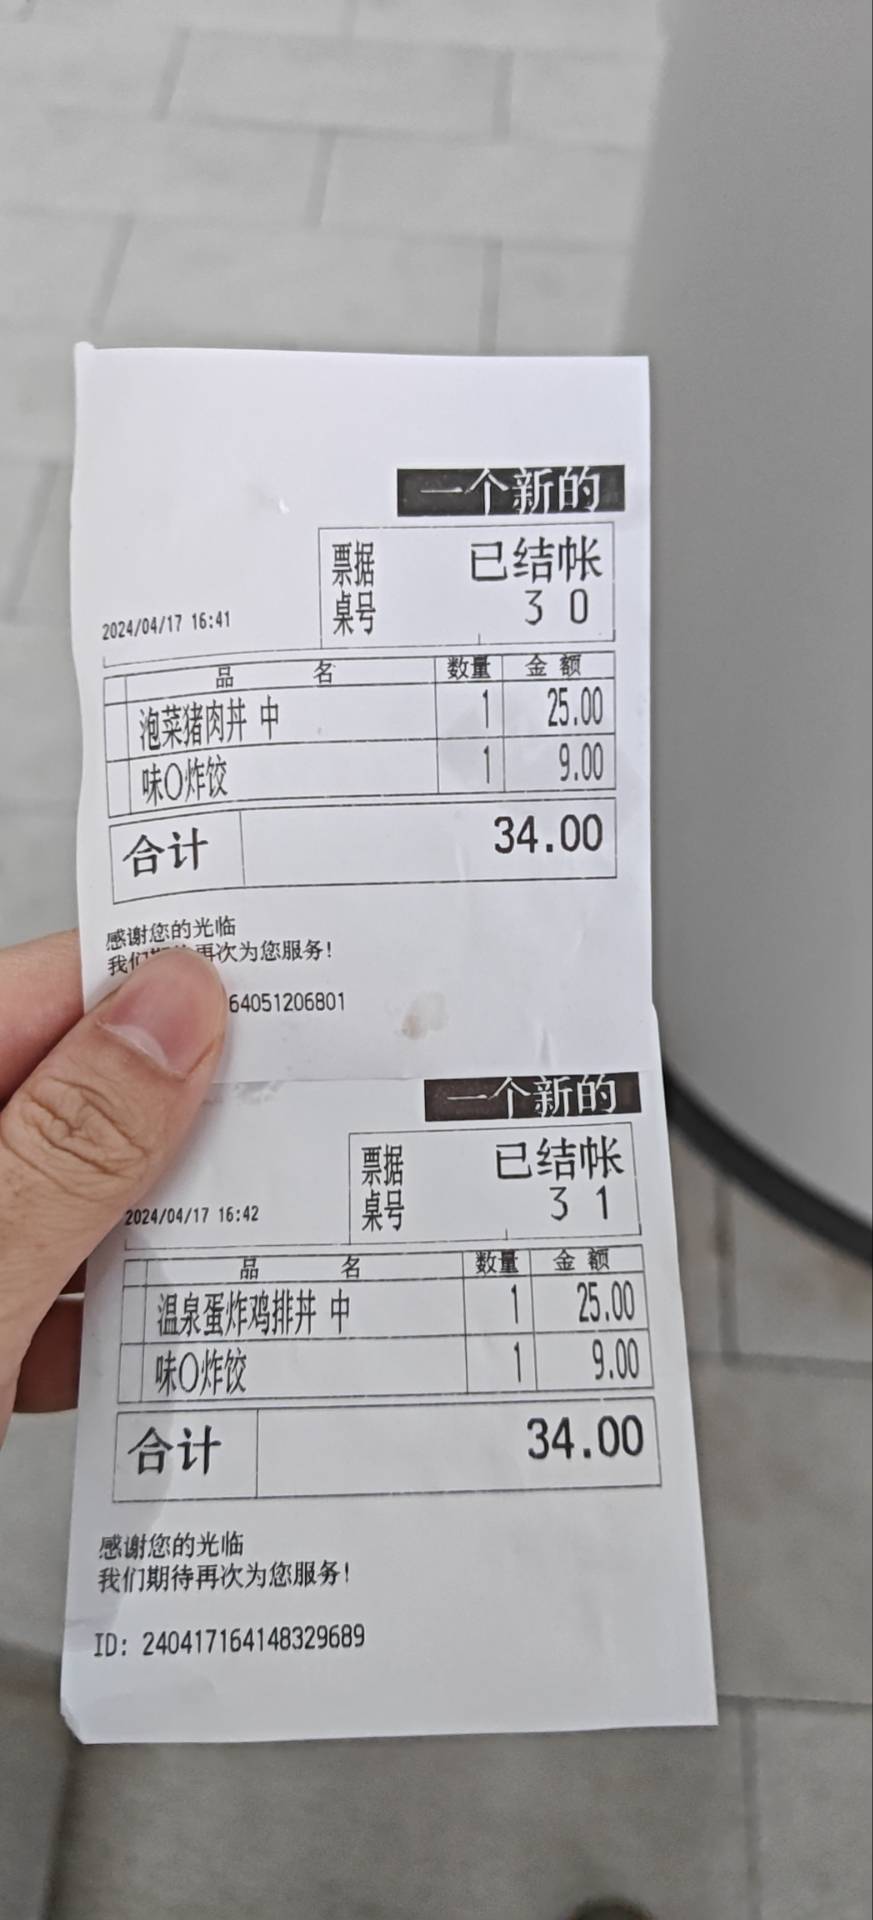 一个新的
票据 已结帐
桌号 30
2024/04/17 16:41
品 名 数量 金额
泡菜猪肉丼 中 1 25.00
味〇炸饺 1 9.00
合计 34.00
感谢您的光临
我们 再次为您服务!
64051206801
一个新的
票据 已结帐
桌号 31
2024/04/17 16:42
品 名 数量 金额
温泉蛋炸鸡排丼 中 1 25.00
味〇炸饺 1 9.00
合计 34.00
感谢您的光临
我们期待再次为您服务!
ID: 240417164148329689